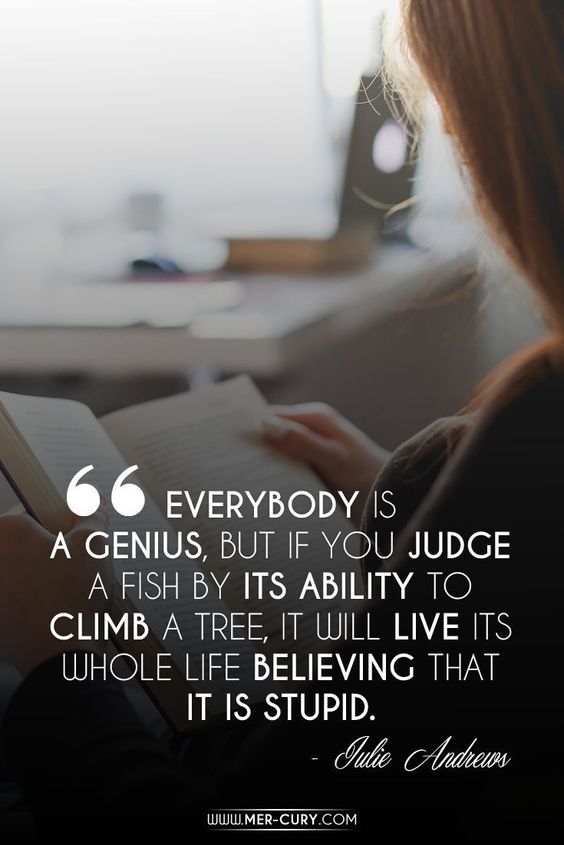 “ EVERYBODY IS
A GENIUS, BUT IF YOU JUDGE
A FISH BY ITS ABILITY TO
CLIMB A TREE, IT WILL LIVE ITS
WHOLE LIFE BELIEVING THAT
IT IS STUPID.
- Julie Andrews
WWW.MER-CURY.COM